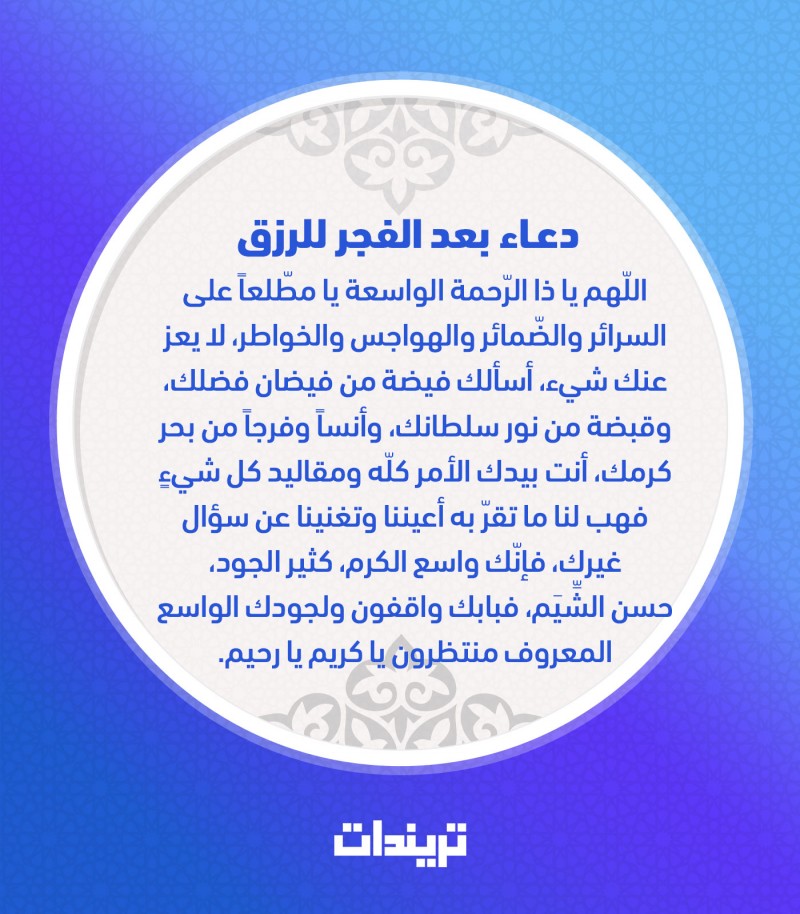 دعاء بعد الفجر للرزق
اللّهم يا ذا الرّحمة الواسعة يا مطّلعاً على
السرائر والضّمائر والهواجس والخواطر، لا يعز
عنك شيء، أسألك فيضة من فيضان فضلك،
وقبضة من نور سلطانك، وأنساً وفرجاً من بحر
كرمك، أنت بيدك الأمر كلّه ومقاليد كل شيءٍ
فهب لنا ما تقرّ به أعيننا وتغنينا عن سؤال
غيرك، فإنّك واسع الكرم، كثير الجود،
حسن الشِّيَم، فبابك واقفون ولجودك الواسع
المعروف منتظرون يا كريم يا رحيم.
تريندات